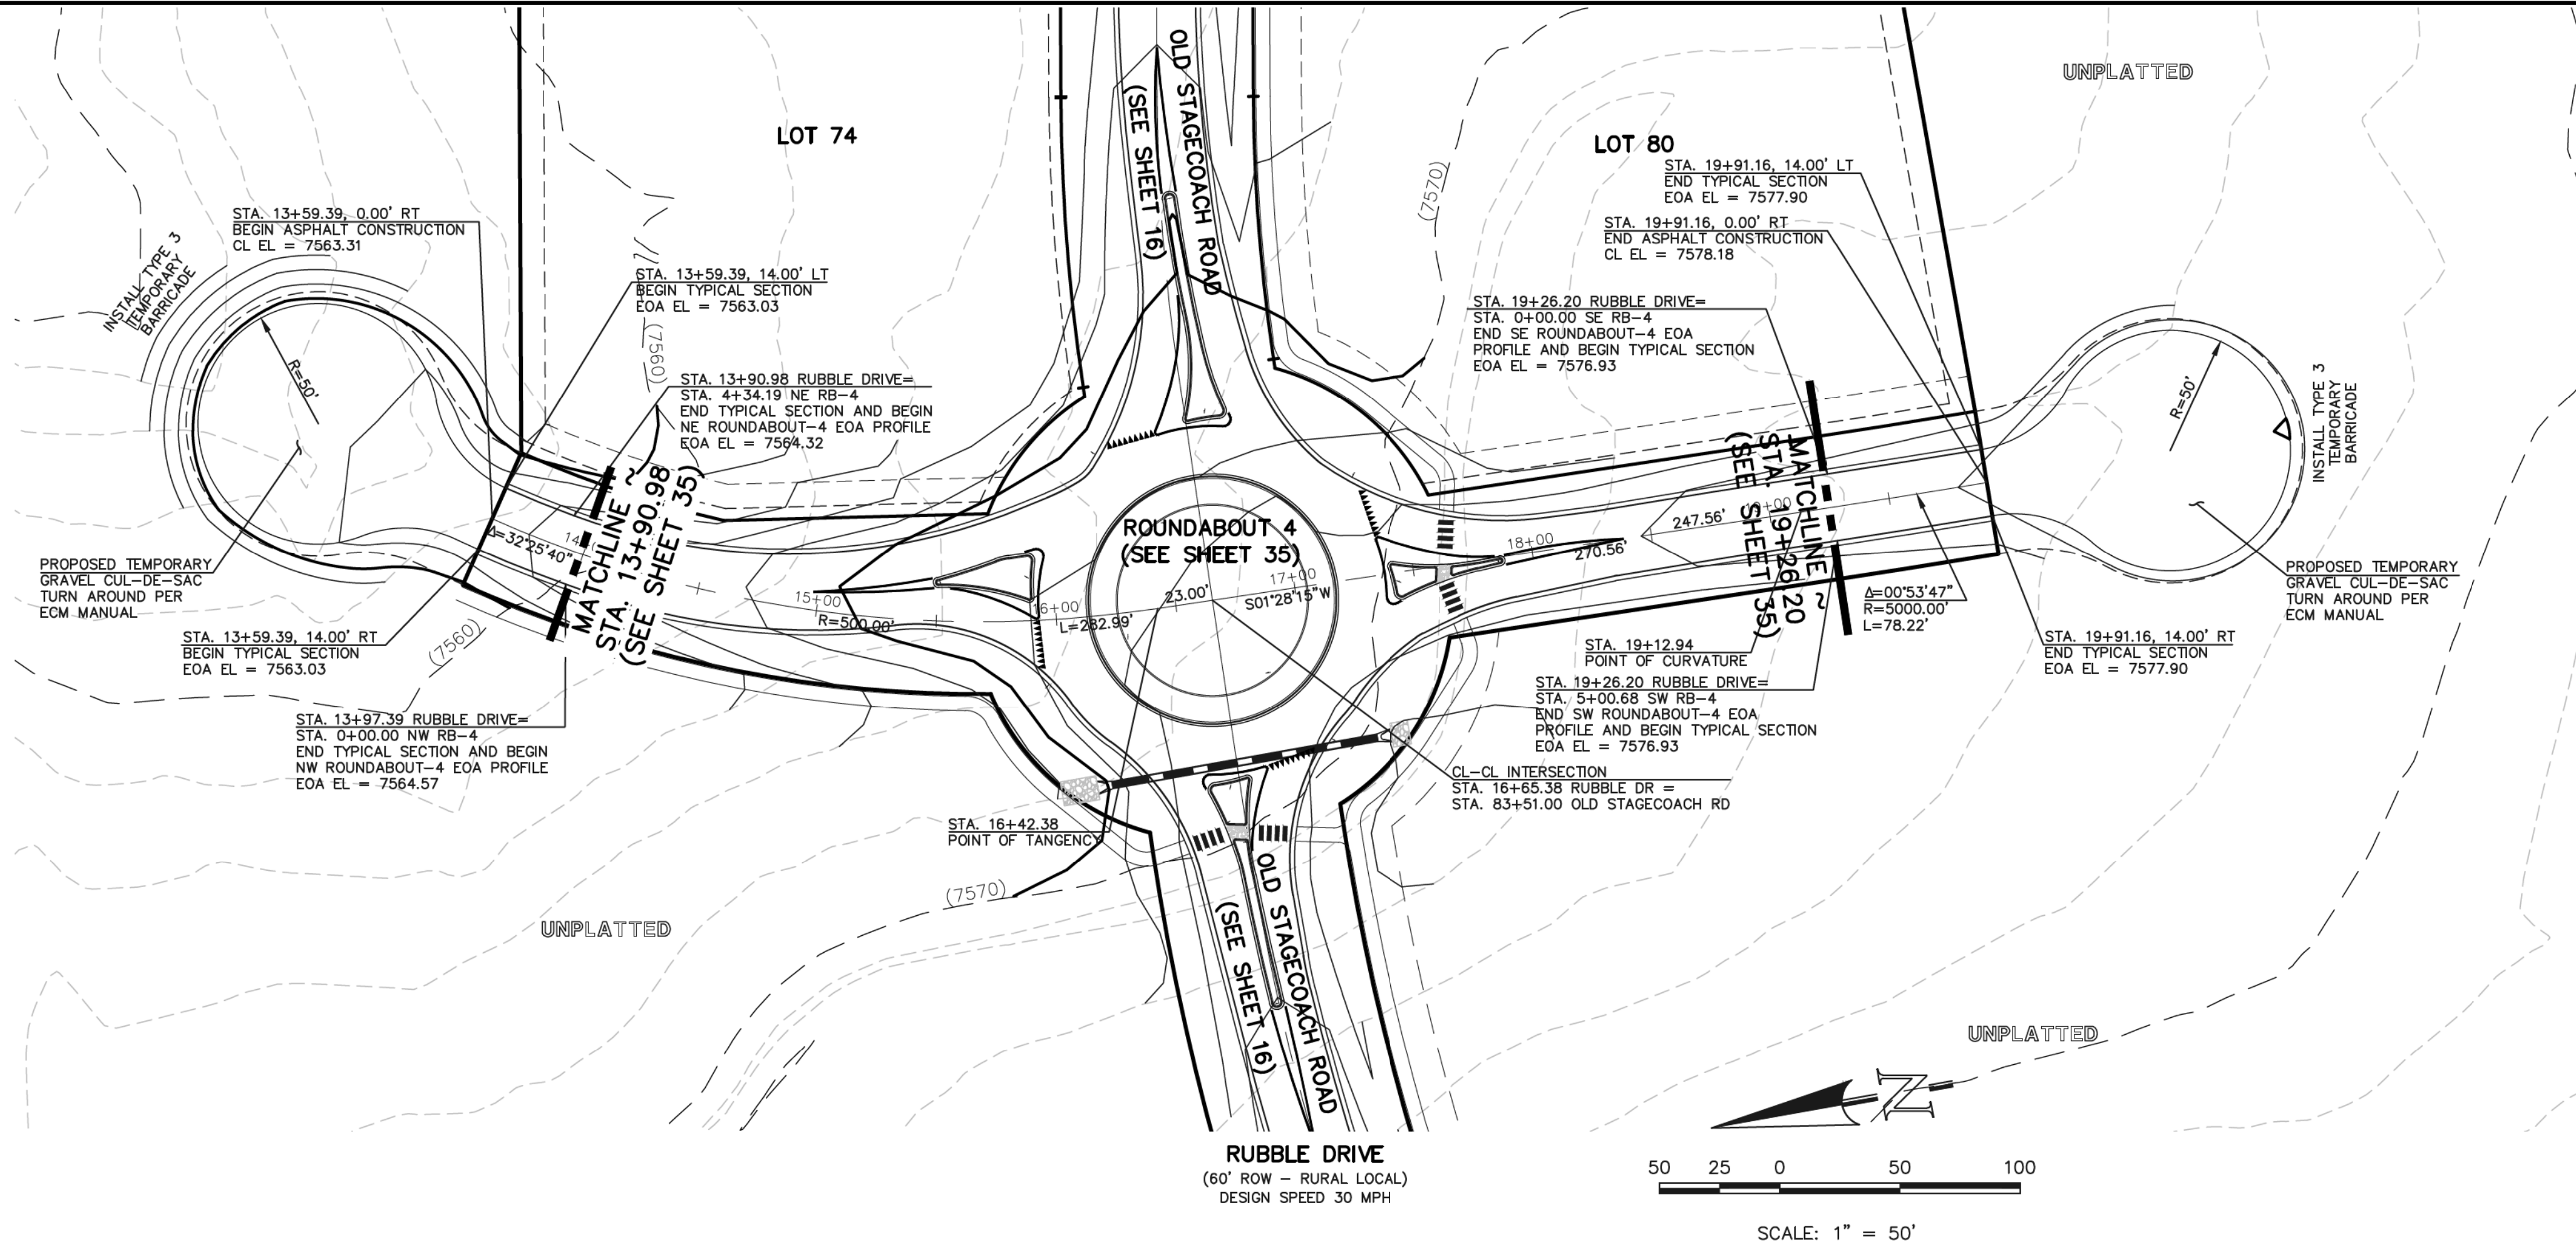 UNPLATTED
LOT 74
LOT 80
OLD STAGECOACH ROAD
(SEE SHEET 16)
STA. 19+91.16, 14.00' LT
END TYPICAL SECTION
EOA EL = 7577.90
(7570)
STA. 13+59.39, 0.00' RT
BEGIN ASPHALT CONSTRUCTION
CL EL = 7563.31
STA. 19+91.16, 0.00' RT
END ASPHALT CONSTRUCTION
CL EL = 7578.18
INSTALL TYPE 3
TEMPORARY
BARRICADE
STA. 13+59.39, 14.00' LT
BEGIN TYPICAL SECTION
EOA EL = 7563.03
STA. 19+26.20 RUBBLE DRIVE=
STA. 0+00.00 SE RB-4
END SE ROUNDABOUT-4 EOA
PROFILE AND BEGIN TYPICAL SECTION
EOA EL = 7576.93
(7560)
R=50'
STA. 13+90.98 RUBBLE DRIVE=
STA. 4+34.19 NE RB-4
END TYPICAL SECTION AND BEGIN
NE ROUNDABOUT-4 EOA PROFILE
EOA EL = 7564.32
R=50'
INSTALL TYPE 3
TEMPORARY
BARRICADE
MATCHLINE ~
STA. 13+90.98
(SEE SHEET 35)
MATCHLINE ~
STA. 19+26.20
(SEE SHEET 35)
Δ=32°25'40"
14
ROUNDABOUT 4
(SEE SHEET 35)
247.56'
19+00
18+00
270.56'
17+00
S01°28'15"W
23.00'
16+00
L=282.99'
15+00
R=500.00'
PROPOSED TEMPORARY
GRAVEL CUL-DE-SAC
TURN AROUND PER
ECM MANUAL
PROPOSED TEMPORARY
GRAVEL CUL-DE-SAC
TURN AROUND PER
ECM MANUAL
Δ=00°53'47"
R=5000.00'
L=78.22'
STA. 13+59.39, 14.00' RT
BEGIN TYPICAL SECTION
EOA EL = 7563.03
(7560)
STA. 19+12.94
POINT OF CURVATURE
STA. 19+91.16, 14.00' RT
END TYPICAL SECTION
EOA EL = 7577.90
STA. 19+26.20 RUBBLE DRIVE=
STA. 5+00.68 SW RB-4
END SW ROUNDABOUT-4 EOA
PROFILE AND BEGIN TYPICAL SECTION
EOA EL = 7576.93
STA. 13+97.39 RUBBLE DRIVE=
STA. 0+00.00 NW RB-4
END TYPICAL SECTION AND BEGIN
NW ROUNDABOUT-4 EOA PROFILE
EOA EL = 7564.57
CL-CL INTERSECTION
STA. 16+65.38 RUBBLE DR =
STA. 83+51.00 OLD STAGECOACH RD
STA. 16+42.38
POINT OF TANGENCY
(7570)
OLD STAGECOACH ROAD
(SEE SHEET 16)
UNPLATTED
UNPLATTED
N
RUBBLE DRIVE
(60' ROW - RURAL LOCAL)
DESIGN SPEED 30 MPH
50 25 0 50 100
SCALE: 1" = 50'